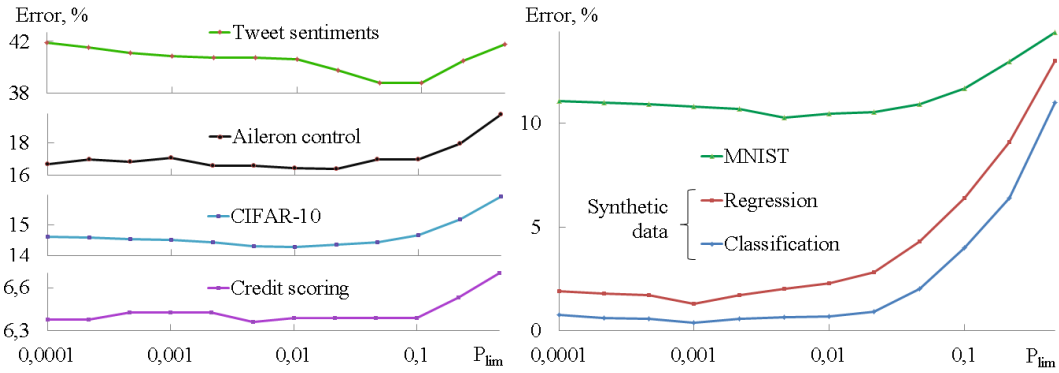 Error, %
42
38
Tweet sentiments
18
16
Aileron control
15
14
CIFAR-10
6,6
6,3
Credit scoring
0,0001 0,001 0,01 0,1 Plim
Error, %
10
5
0
MNIST
Synthetic data
Regression
Classification
0,0001 0,001 0,01 0,1 Plim